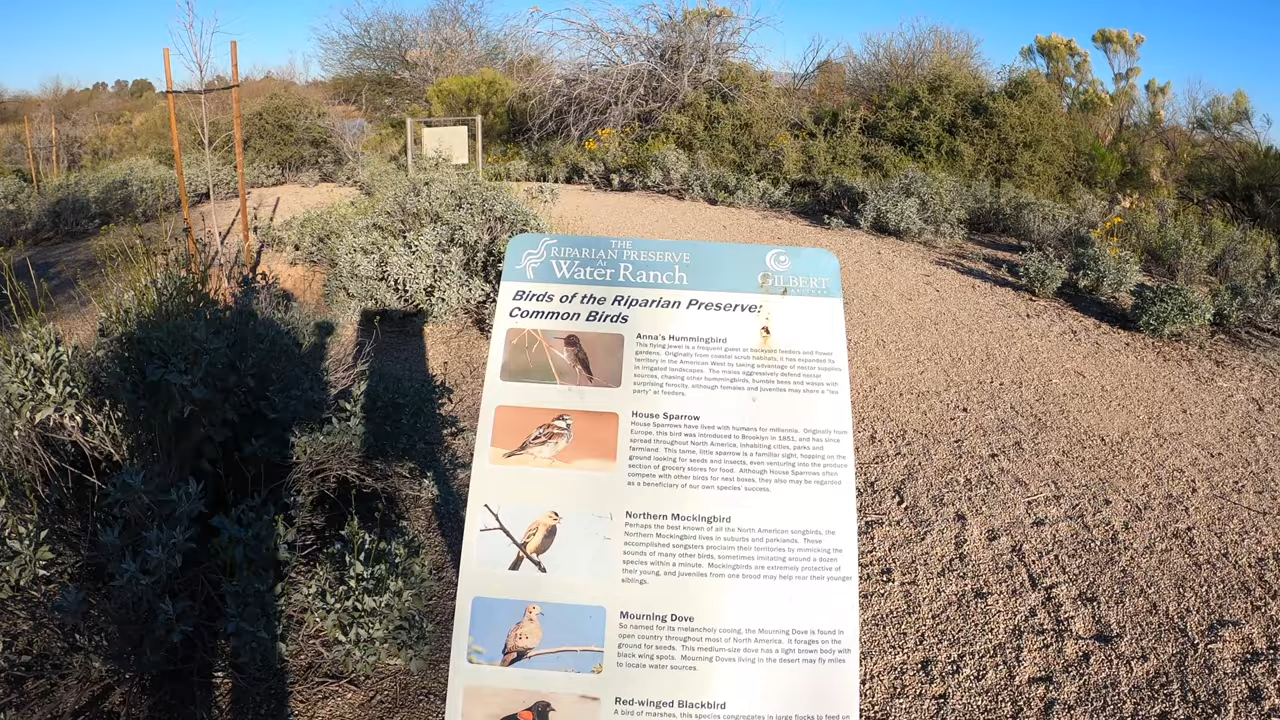 THE
RIPARIAN PRESERVE
At
Water Ranch
GILBERT
Birds of the Riparian Preserve:
Common Birds
Anna's Hummingbird
This flying jewel is a frequent guest at backyard feeders and flower
gardens. Originally from coastal scrub habitats, it has expanded its
territory in the American West by taking advantage of nectar supplies
in irrigated landscapes. The males aggressively defend nectar
sources, chasing other hummingbirds, bumble bees and wasps with
surprising ferocity, although females and juveniles may share a "tea
party" at feeders.
House Sparrow
House Sparrows have lived with humans for millennia. Originally from
Europe, this bird was introduced to Brooklyn in 1851, and has since
spread throughout North America, inhabiting cities, parks and
farmland. This tame, little sparrow is a familiar sight, hopping on the
ground looking for seeds and insects, even venturing into the produce
section of grocery stores for food. Although House Sparrows often
compete with other birds for nest boxes, they also may be regarded
as a beneficiary of our own species' success.
Northern Mockingbird
Perhaps the best known of all the North American songbirds, the
Northern Mockingbird lives in suburbs and parklands. These
accomplished songsters proclaim their territories by mimicking the
sounds of many other birds, sometimes imitating around a dozen
species within a minute. Mockingbirds are extremely protective of
their young, and juveniles from one brood may help rear their younger
siblings.
Mourning Dove
So named for its melancholy cooing, the Mourning Dove is found in
open country throughout most of North America. It forages on the
ground for seeds. This medium-size dove has a light brown body with
black wing spots. Mourning Doves living in the desert may fly miles
to locate water sources.
Red-winged Blackbird
A bird of marshes, this species congregates in large flocks to feed on